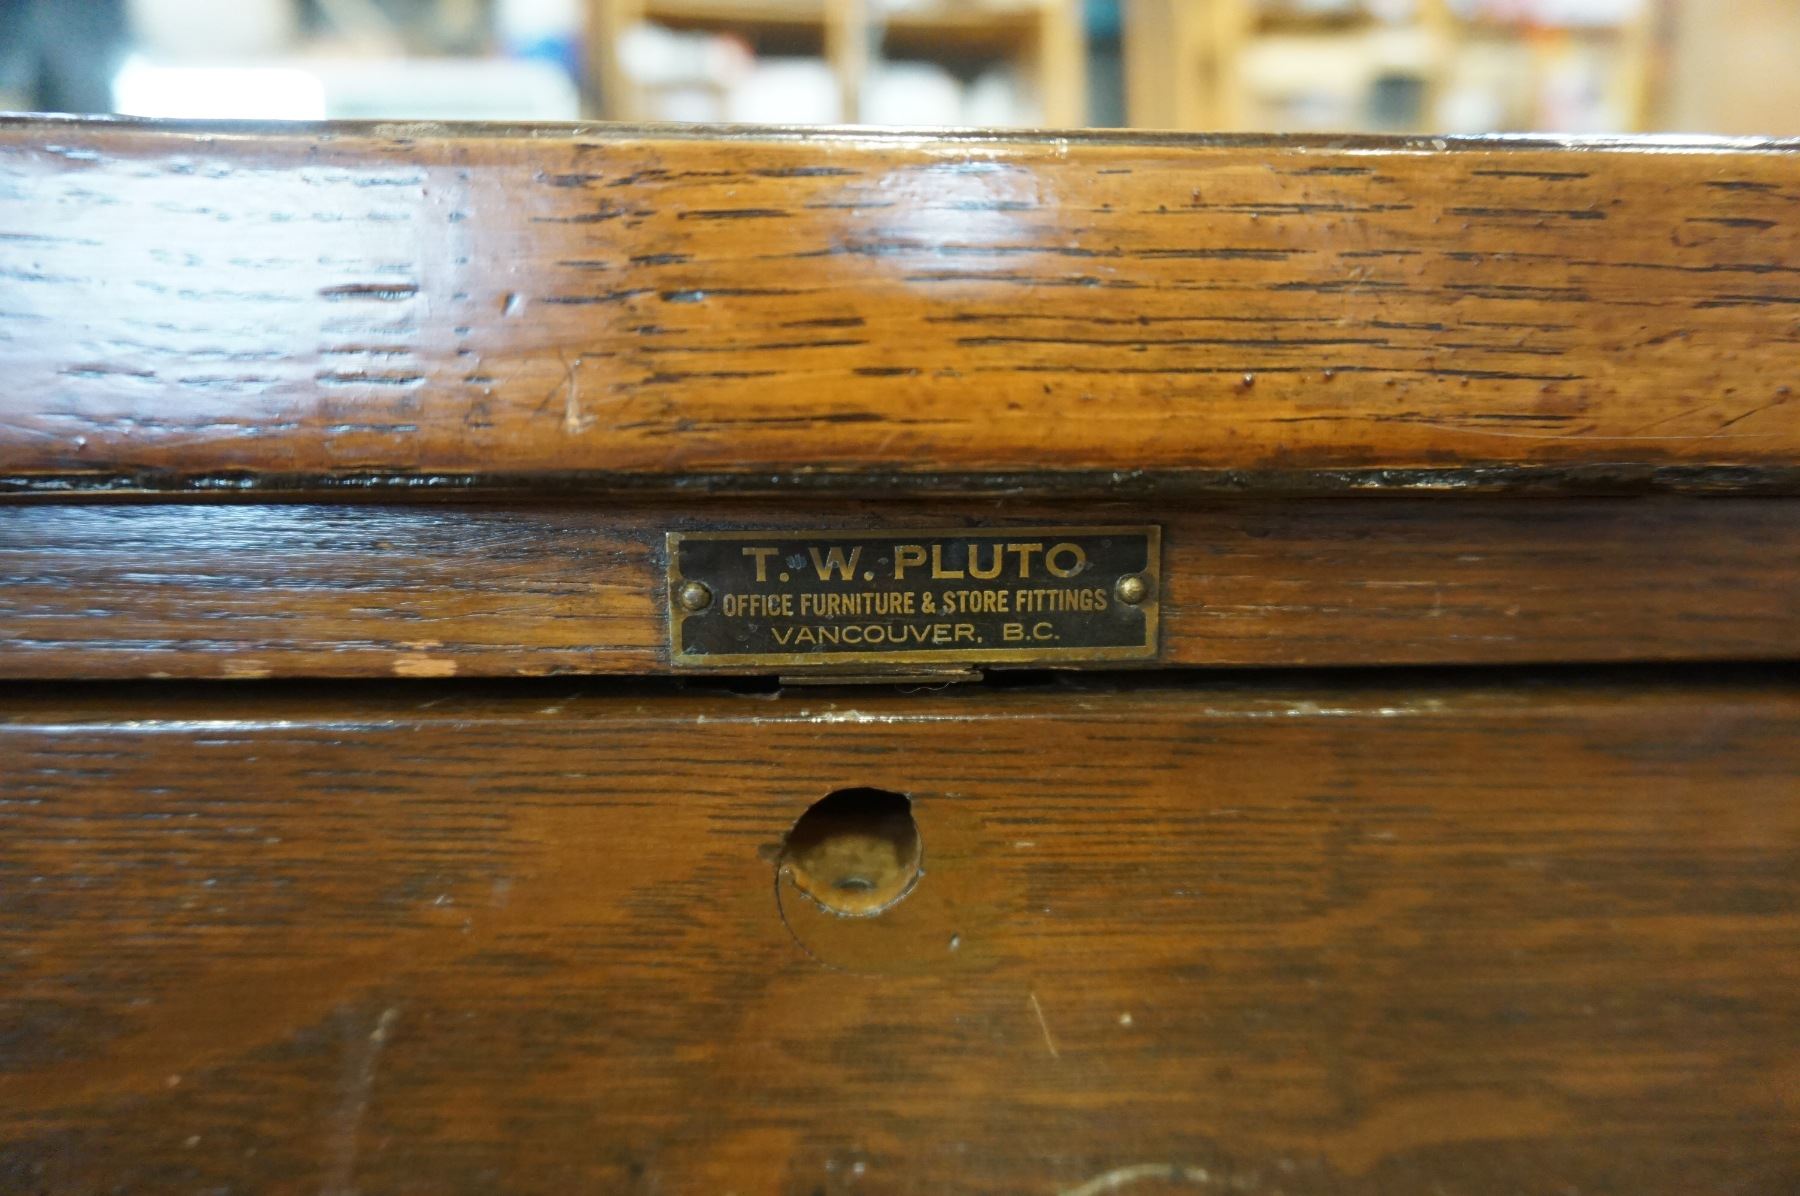 T. W. PLUTO
OFFICE FURNITURE & STORE FITTINGS
VANCOUVER, B.C.